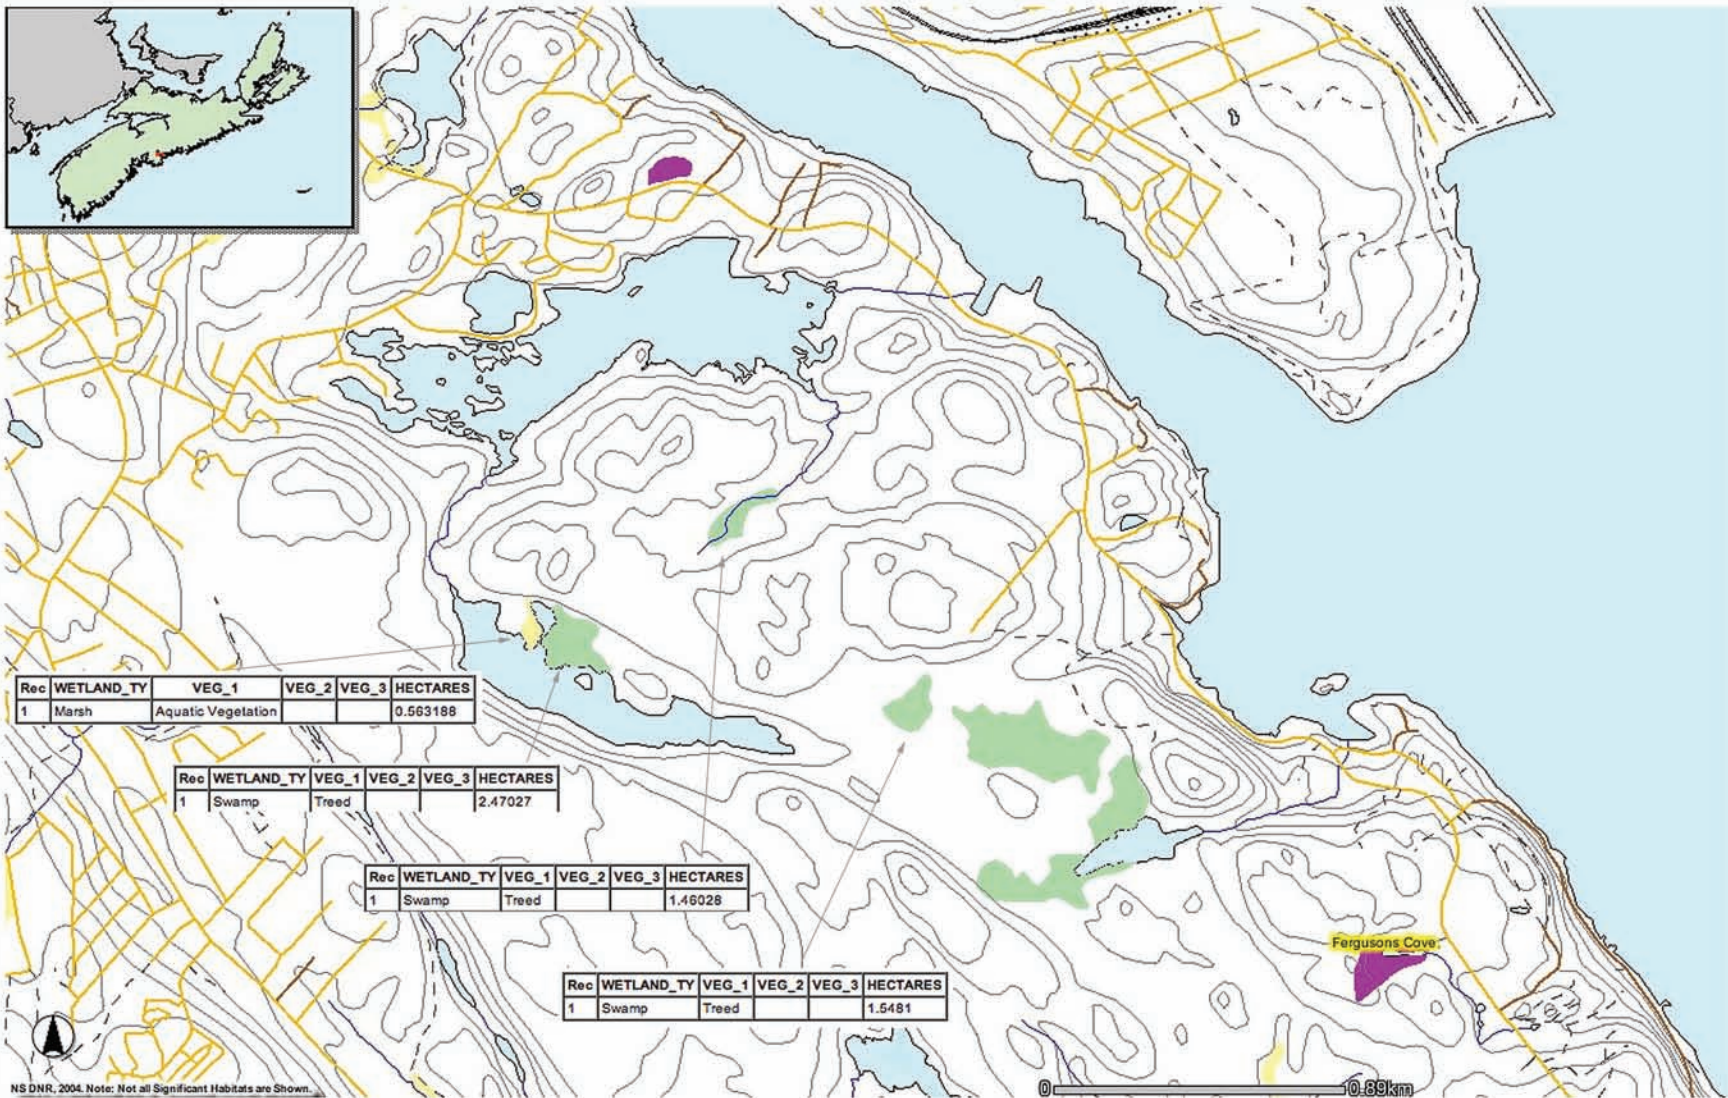 Rec WETLAND_TY VEG_1 VEG_2 VEG_3 HECTARES
1 Marsh Aquatic Vegetation 0.563188
Rec WETLAND_TY VEG_1 VEG_2 VEG_3 HECTARES
1 Swamp Treed 2.47027
Rec WETLAND_TY VEG_1 VEG_2 VEG_3 HECTARES
1 Swamp Treed 1.46028
Fergusons Cove
Rec WETLAND_TY VEG_1 VEG_2 VEG_3 HECTARES
1 Swamp Treed 1.5481
NS DNR, 2004. Note: Not all Significant Habitats are Shown.
0 0.89km